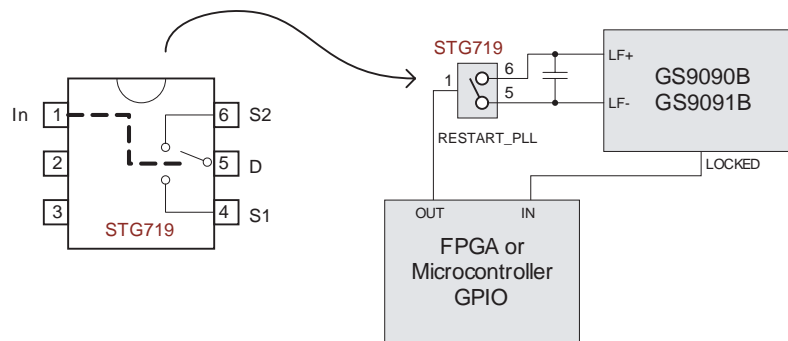 In
1
2
3
6
5
4
S2
D
S1
STG719
STG719
1
6
5
RESTART_PLL
LF+
LF-
GS9090B
GS9091B
LOCKED
OUT
IN
FPGA or
Microcontroller
GPIO